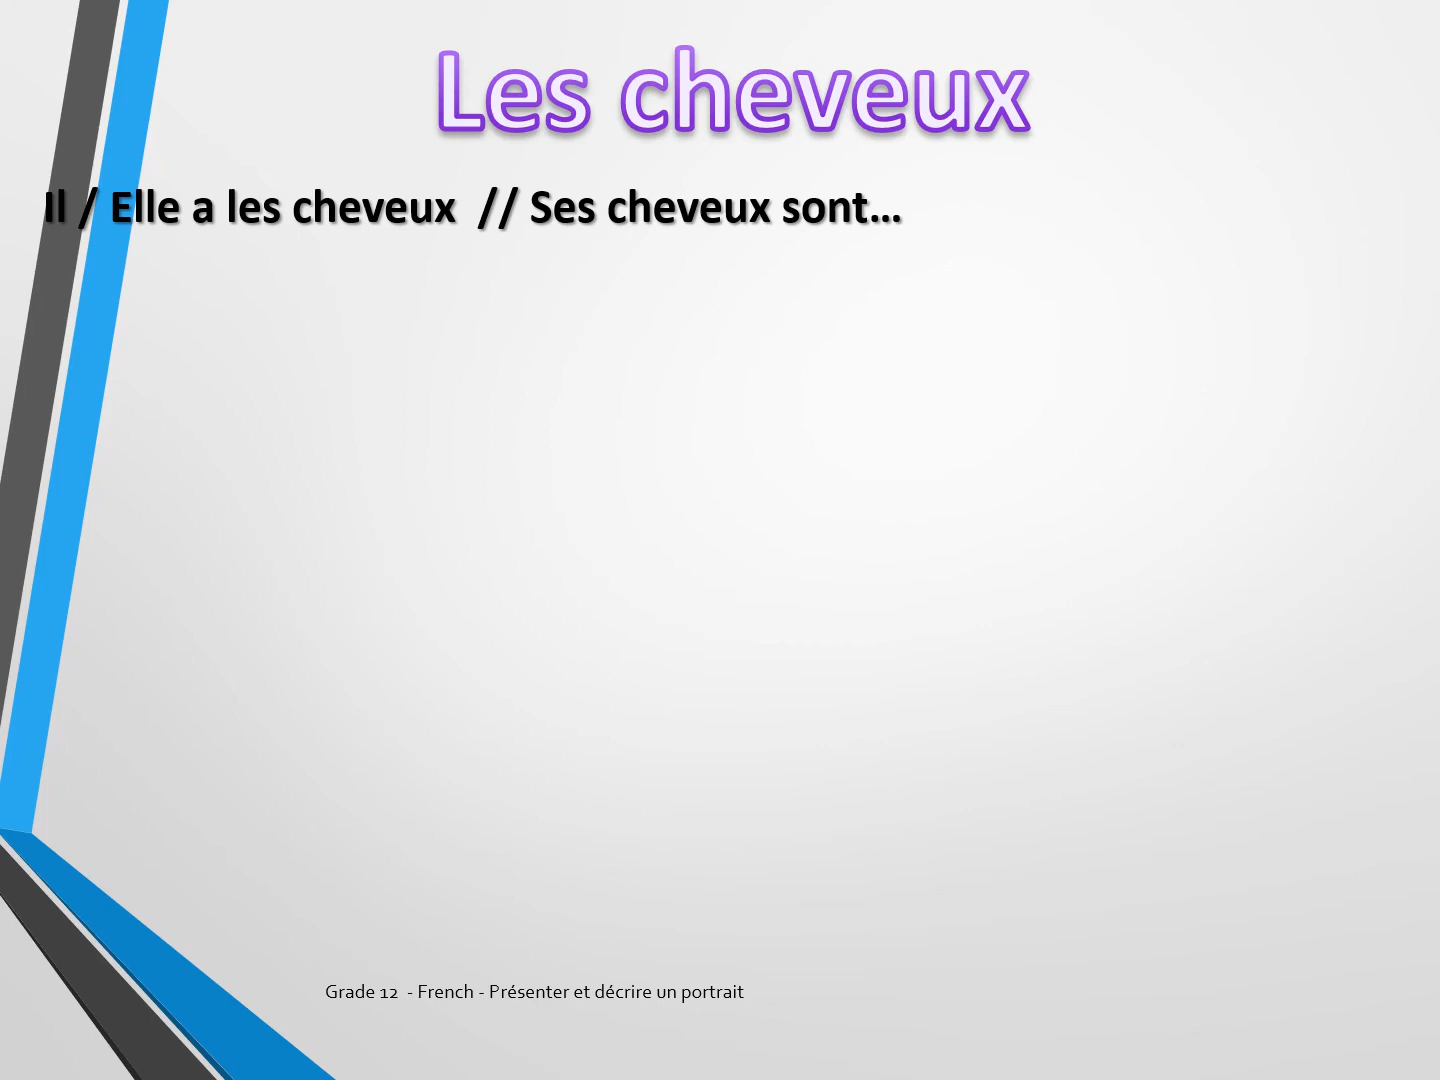 Les cheveux
Il / Elle a les cheveux  // Ses cheveux sont…
Grade 12  - French - Présenter et décrire un portrait